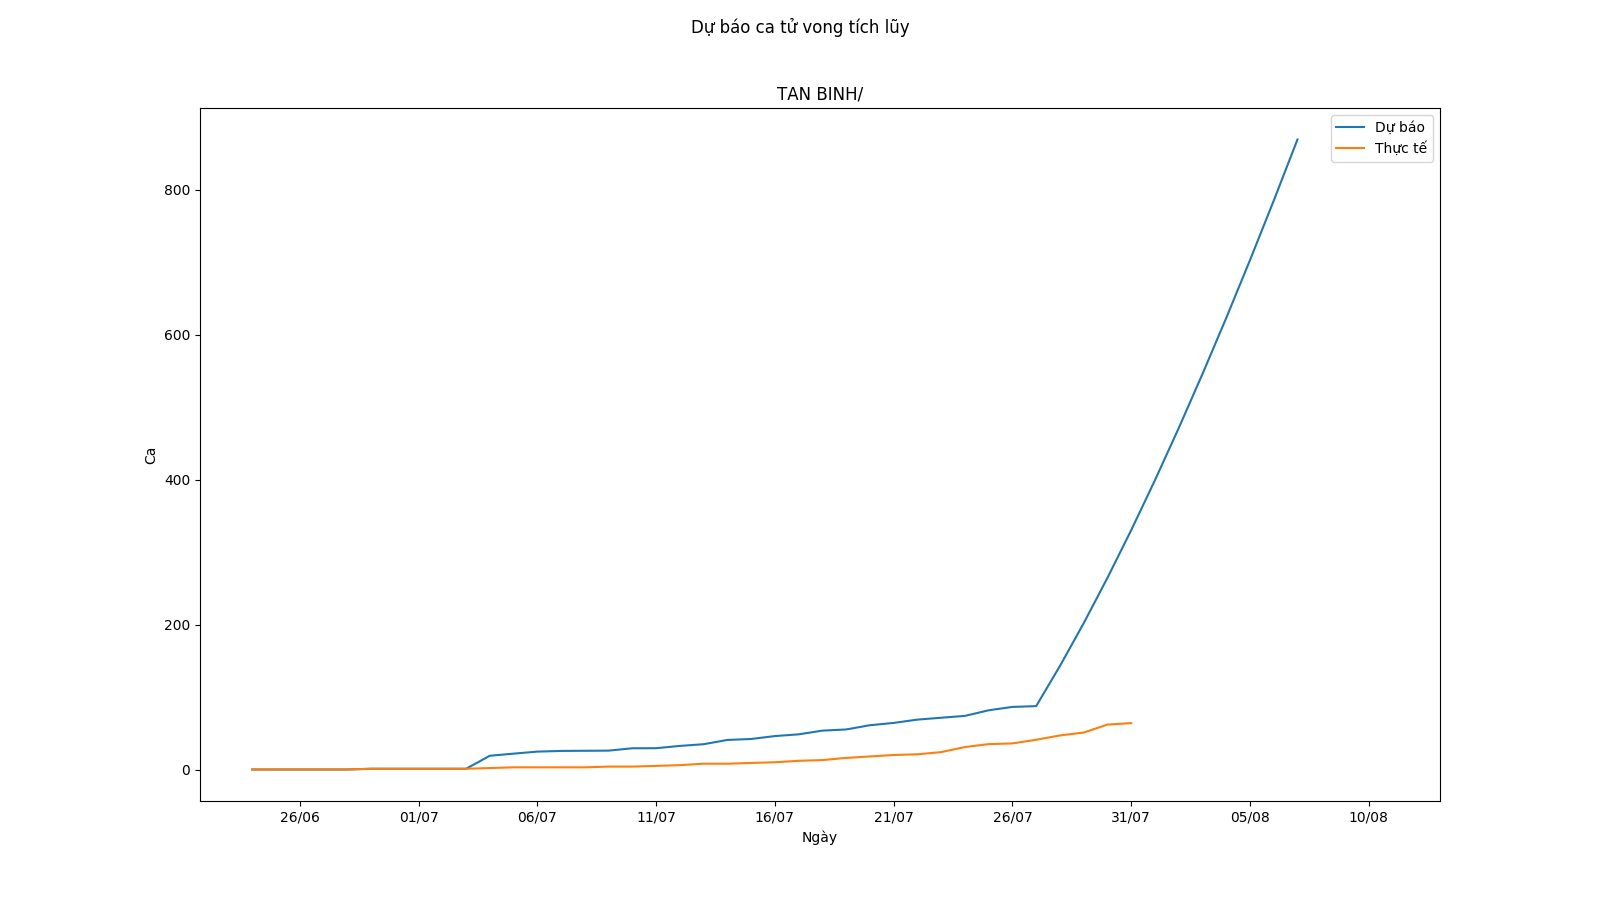 Dự báo ca tử vong tích lũy
TAN BINH/
Dự báo
Thực tế
800
600
400
200
0
Ca
26/06 01/07 06/07 11/07 16/07 21/07 26/07 31/07 05/08 10/08
Ngày